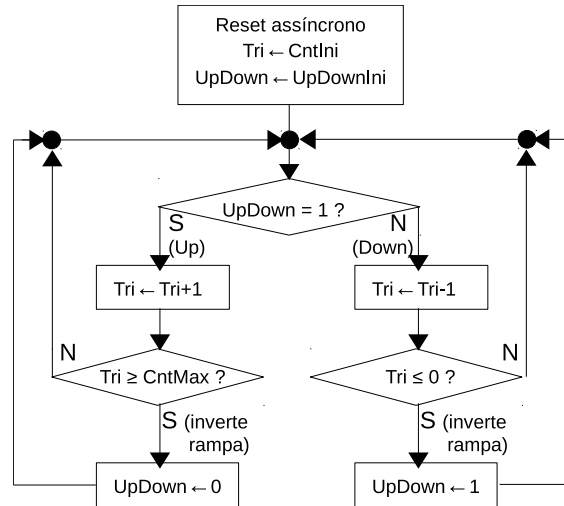 Reset assíncrono
Tri ← CntIni
UpDown ← UpDownIni
UpDown = 1 ?
S
(Up)
N
(Down)
Tri ← Tri+1
Tri ← Tri-1
N
Tri ≥ CntMax ?
Tri ≤ 0 ?
N
S (inverte
rampa)
S (inverte
rampa)
UpDown ← 0
UpDown ← 1